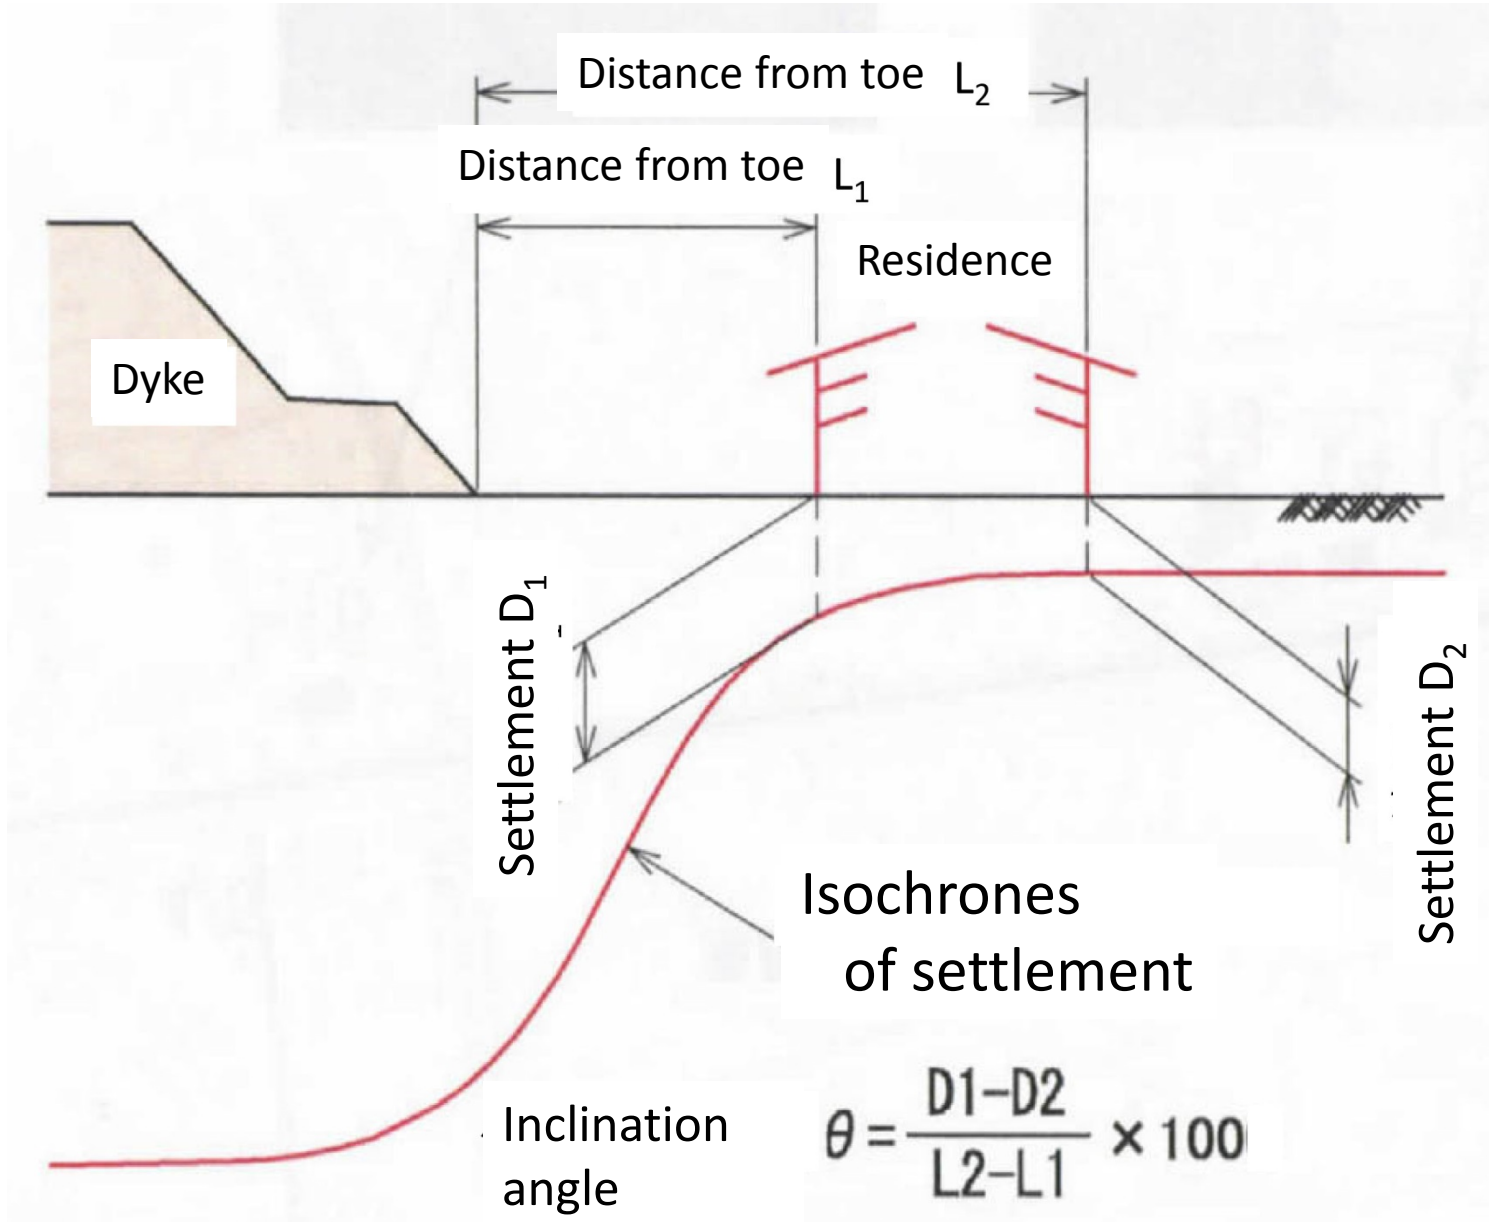 Distance from toe L₂
Distance from toe L₁
Residence
Dyke
Settlement D₁
Settlement D₂
Isochrones
of settlement
Inclination
angle
θ = (D1−D2)/(L2−L1) × 100